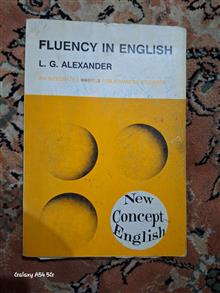 FLUENCY IN ENGLISH
L. G. ALEXANDER
AN INTEGRATED COURSE FOR ADVANCED STUDENTS
New
Concept
English
Galaxy A54 5G